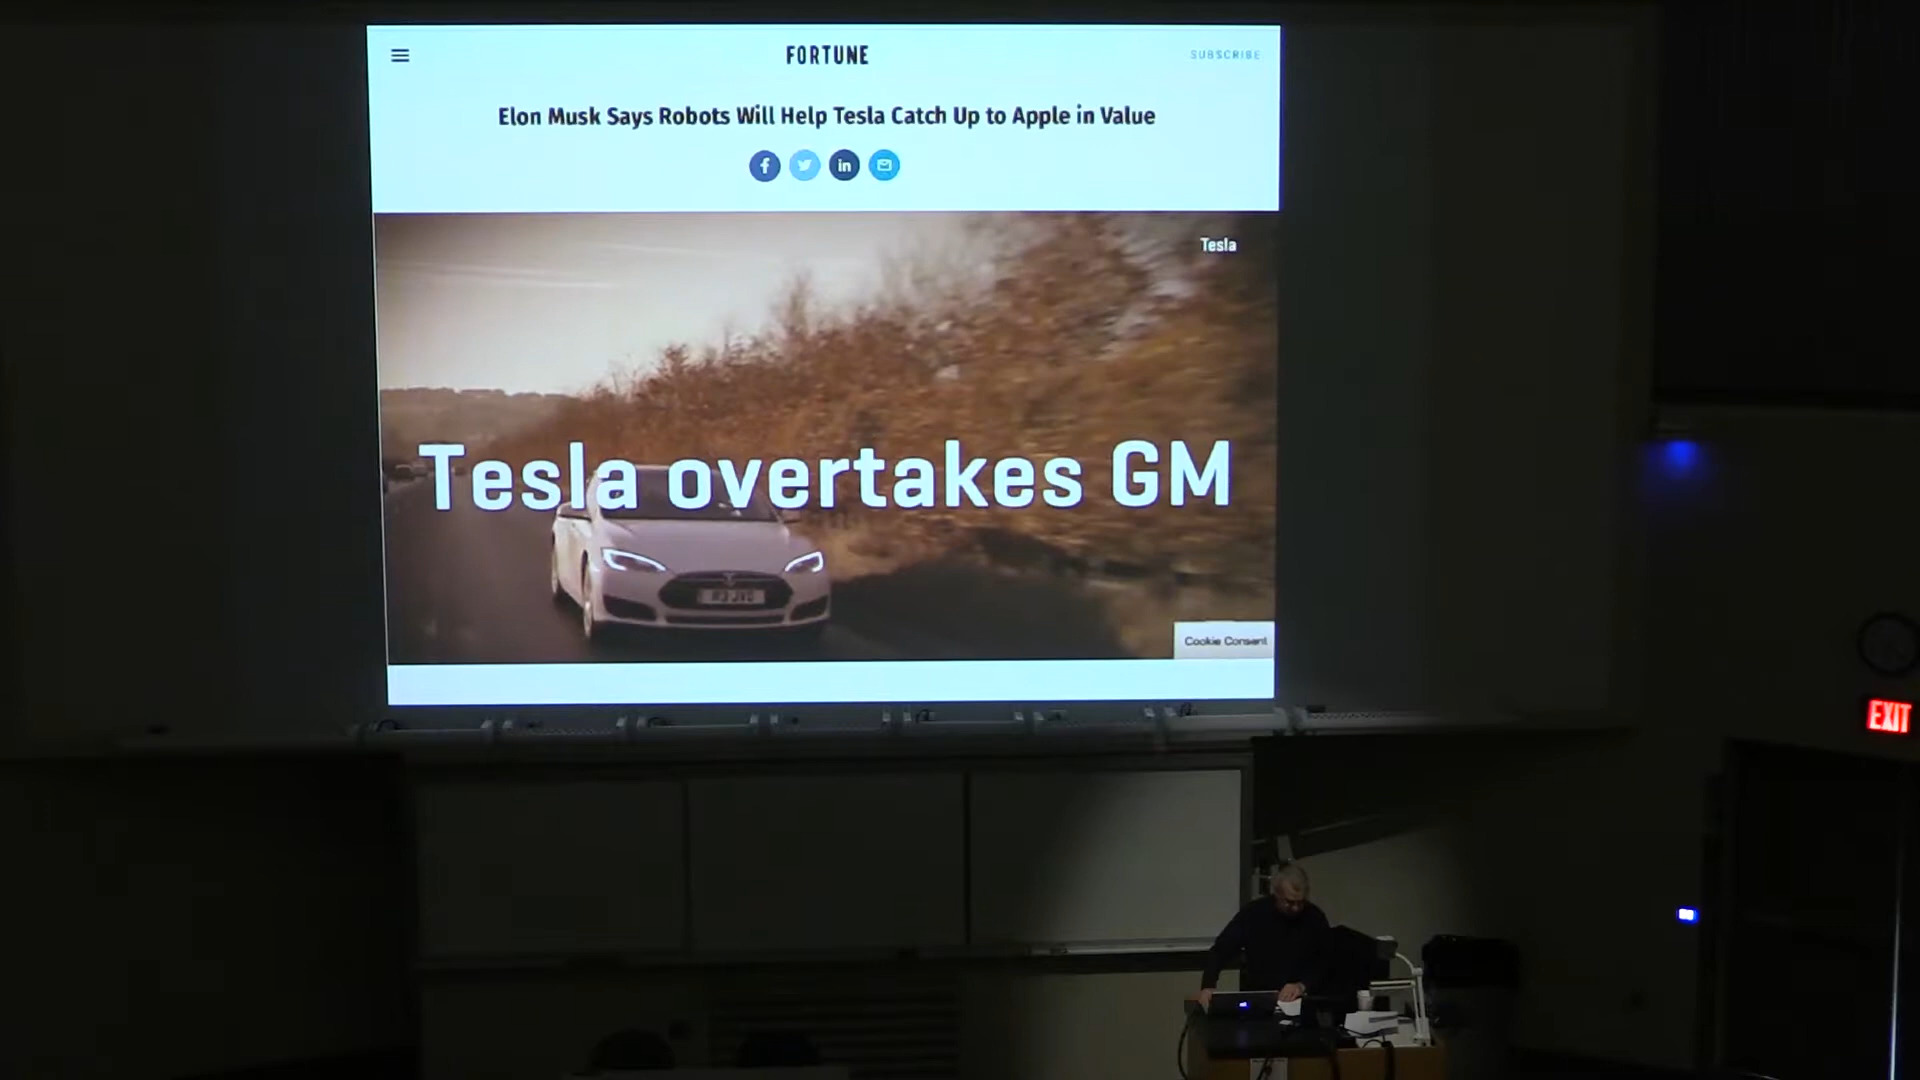 FORTUNE
SUBSCRIBE
Elon Musk Says Robots Will Help Tesla Catch Up to Apple in Value
f
in
Tesla
Tesla overtakes GM
Cookie Consent
EXIT